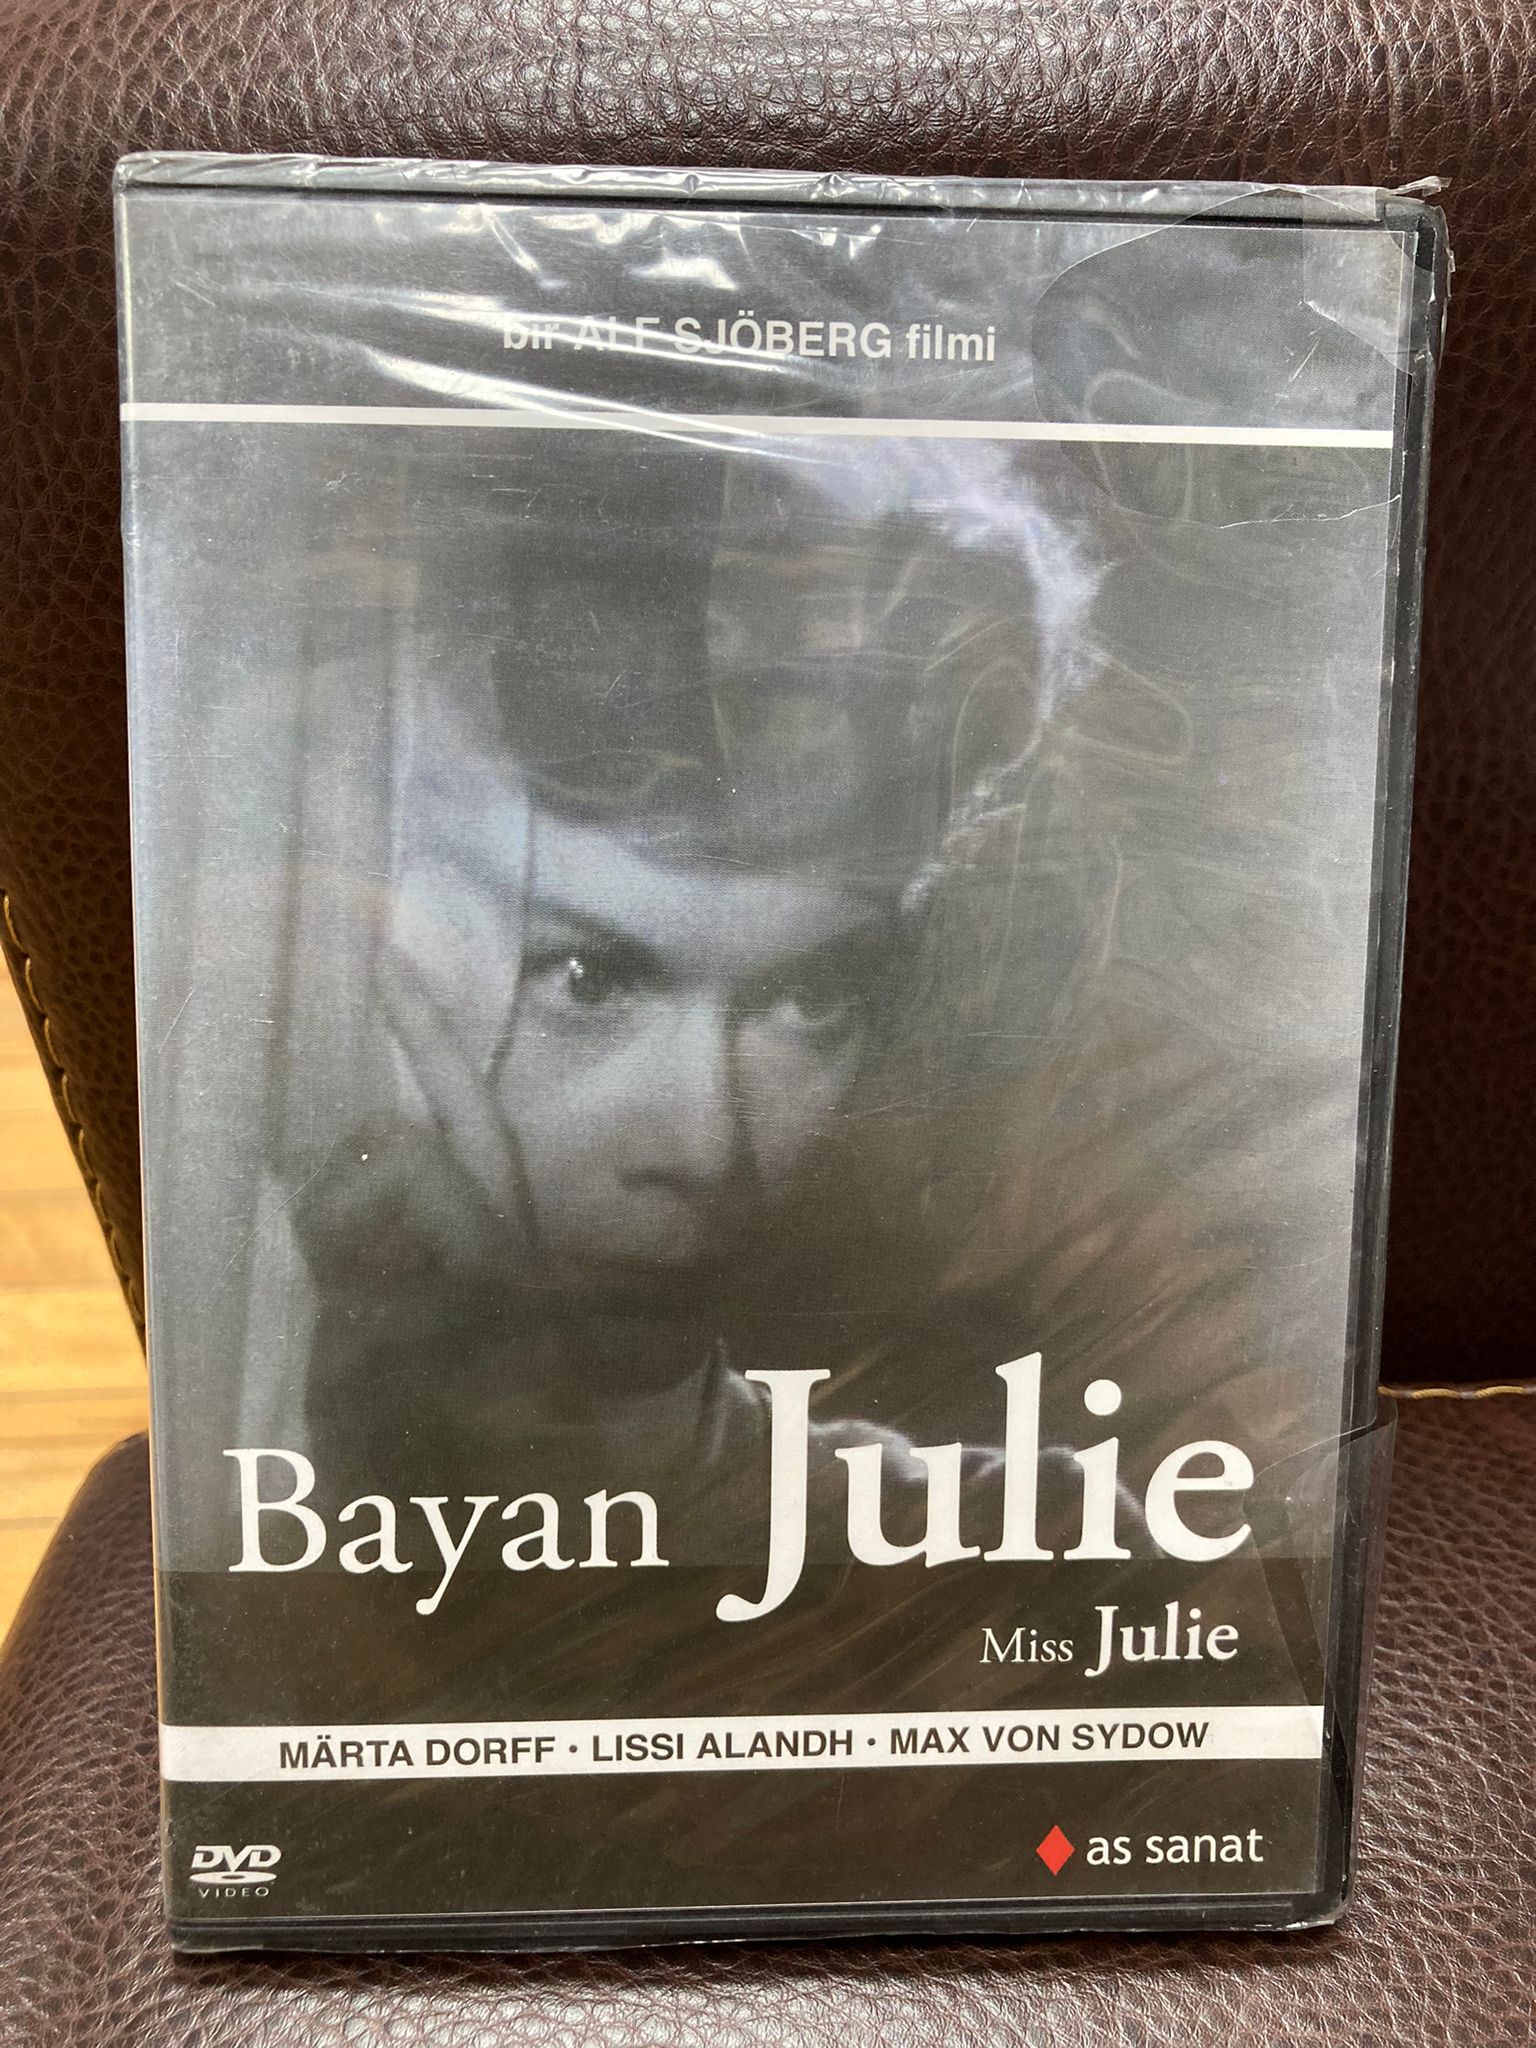 bir ALF SJÖBERG filmi
Bayan Julie
Miss Julie
MÄRTA DORFF • LISSI ALANDH • MAX VON SYDOW
DVD
VIDEO
as sanat